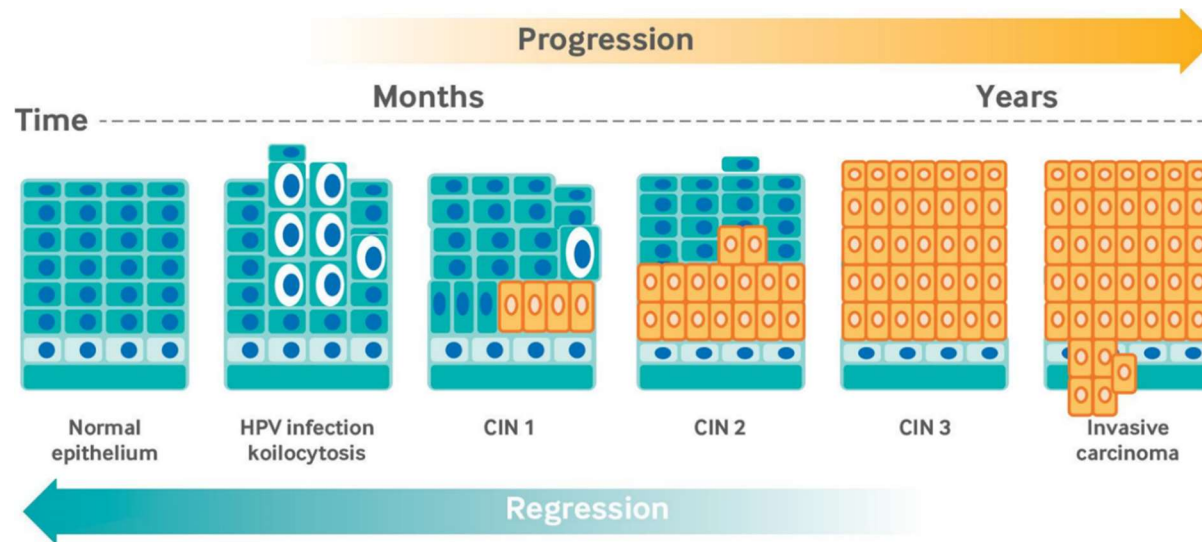 Progression
Months
Years
Time
Normal
epithelium
HPV infection
koilocytosis
CIN 1
CIN 2
CIN 3
Invasive
carcinoma
Regression